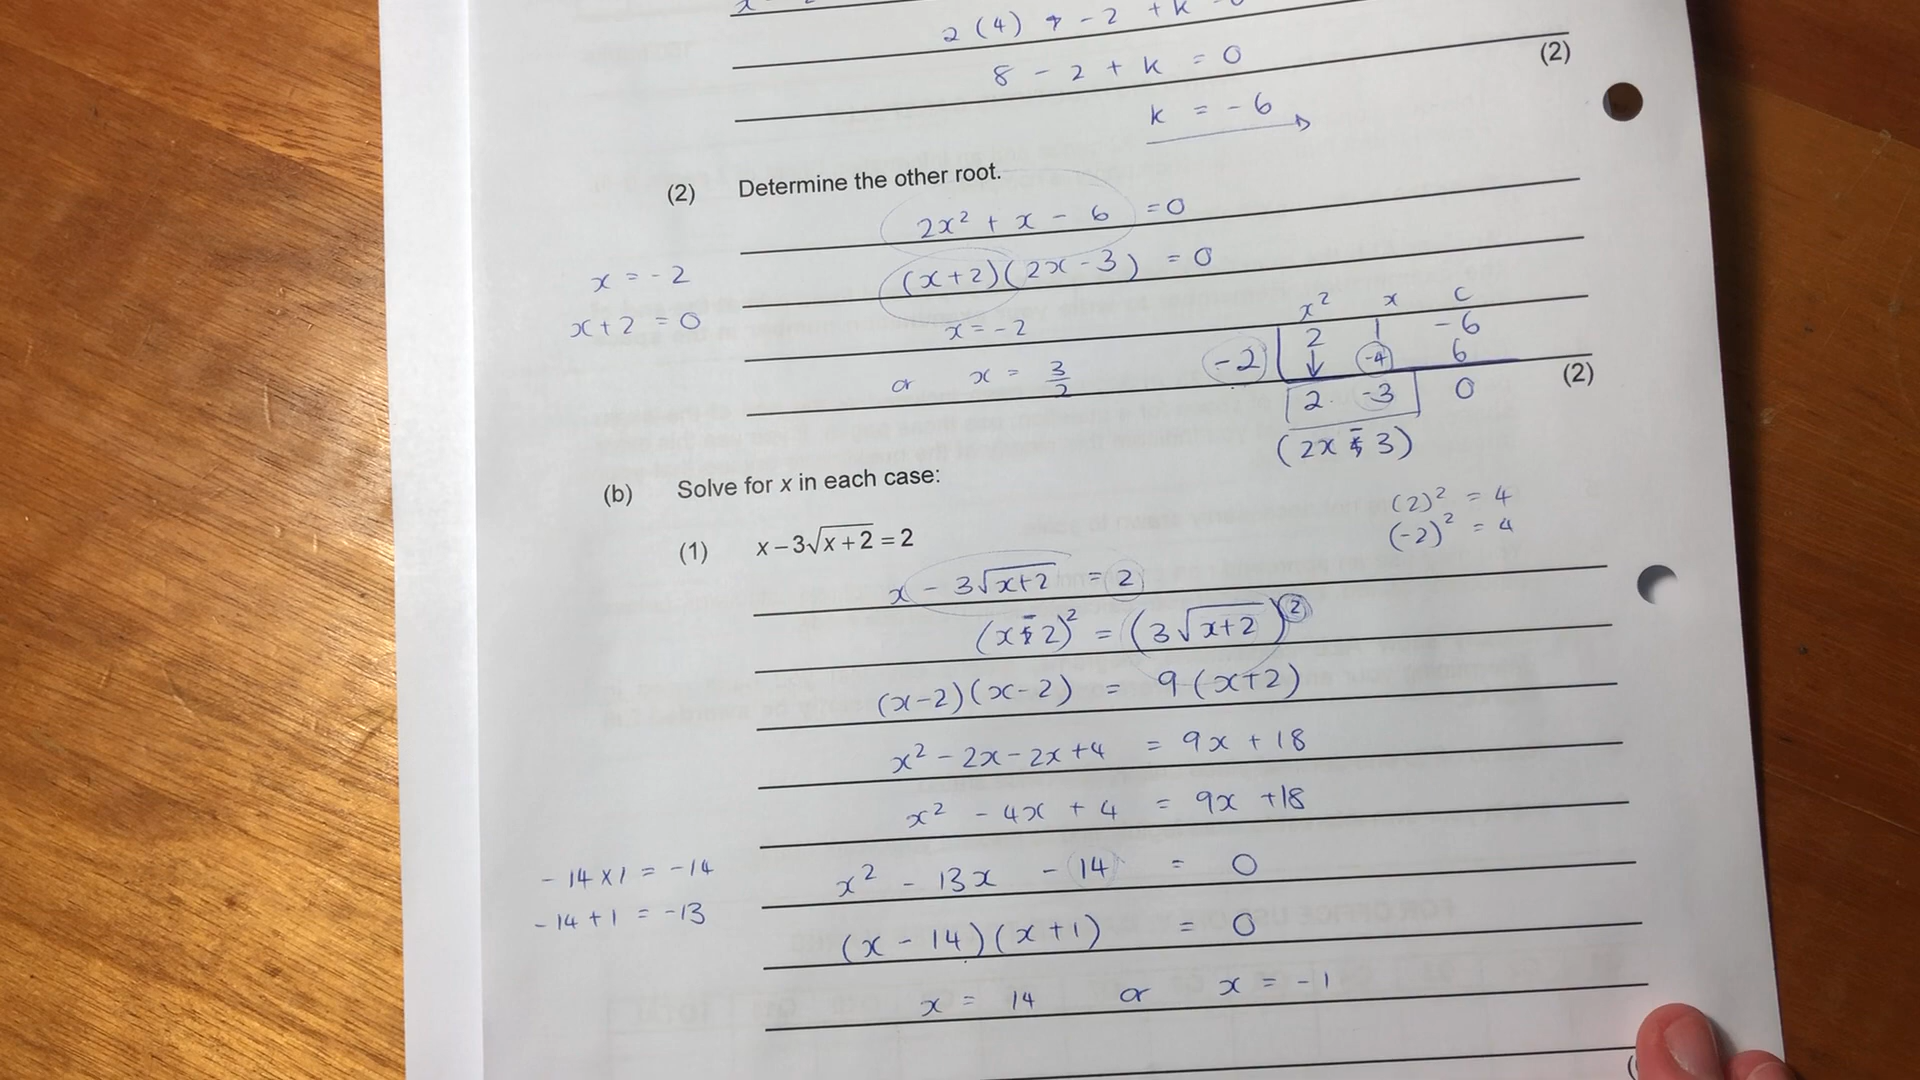 2(4) + -2 + k
8 - 2 + k = 0
(2)
k = -6
(2) Determine the other root.
2x² + x - 6 = 0
(x+2)(2x-3) = 0
x = -2
x+2 = 0
x = -2
or x = 3/2
x² x c
-2 2 1 -6
-4 6
2 -3 0
(2)
(2x - 3)
(b) Solve for x in each case:
(2)² = 4
(-2)² = 4
(1) x – 3√(x + 2) = 2
x - 3√(x+2) = 2
(x-2)² = (3√(x+2))²
(x-2)(x-2) = 9(x+2)
x² - 2x - 2x + 4 = 9x + 18
x² - 4x + 4 = 9x + 18
- 14 x 1 = -14
x² - 13x - 14 = 0
- 14 + 1 = -13
(x - 14)(x + 1) = 0
x = 14 or x = -1